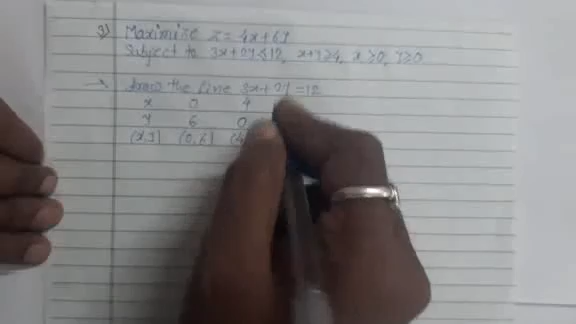 3) Maximise z = 4x+6y
Subject to 3x+2y≤12, x+y≥4, x≥0, y≥0
→ Draw the line 3x+2y=12
x 0 4
y 6 0
(x,y) (0,6) (4